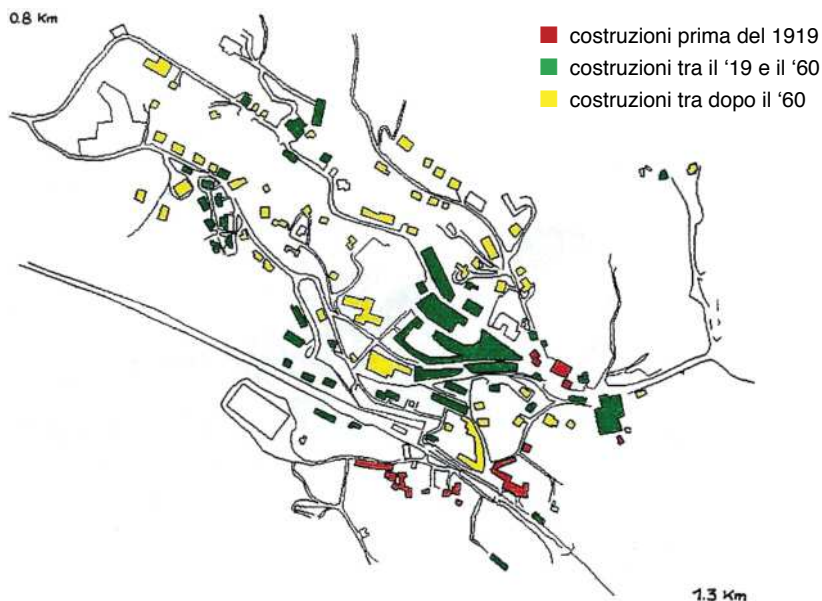 0.8 Km
costruzioni prima del 1919
costruzioni tra il ‘19 e il ‘60
costruzioni tra dopo il ‘60
1.3 Km